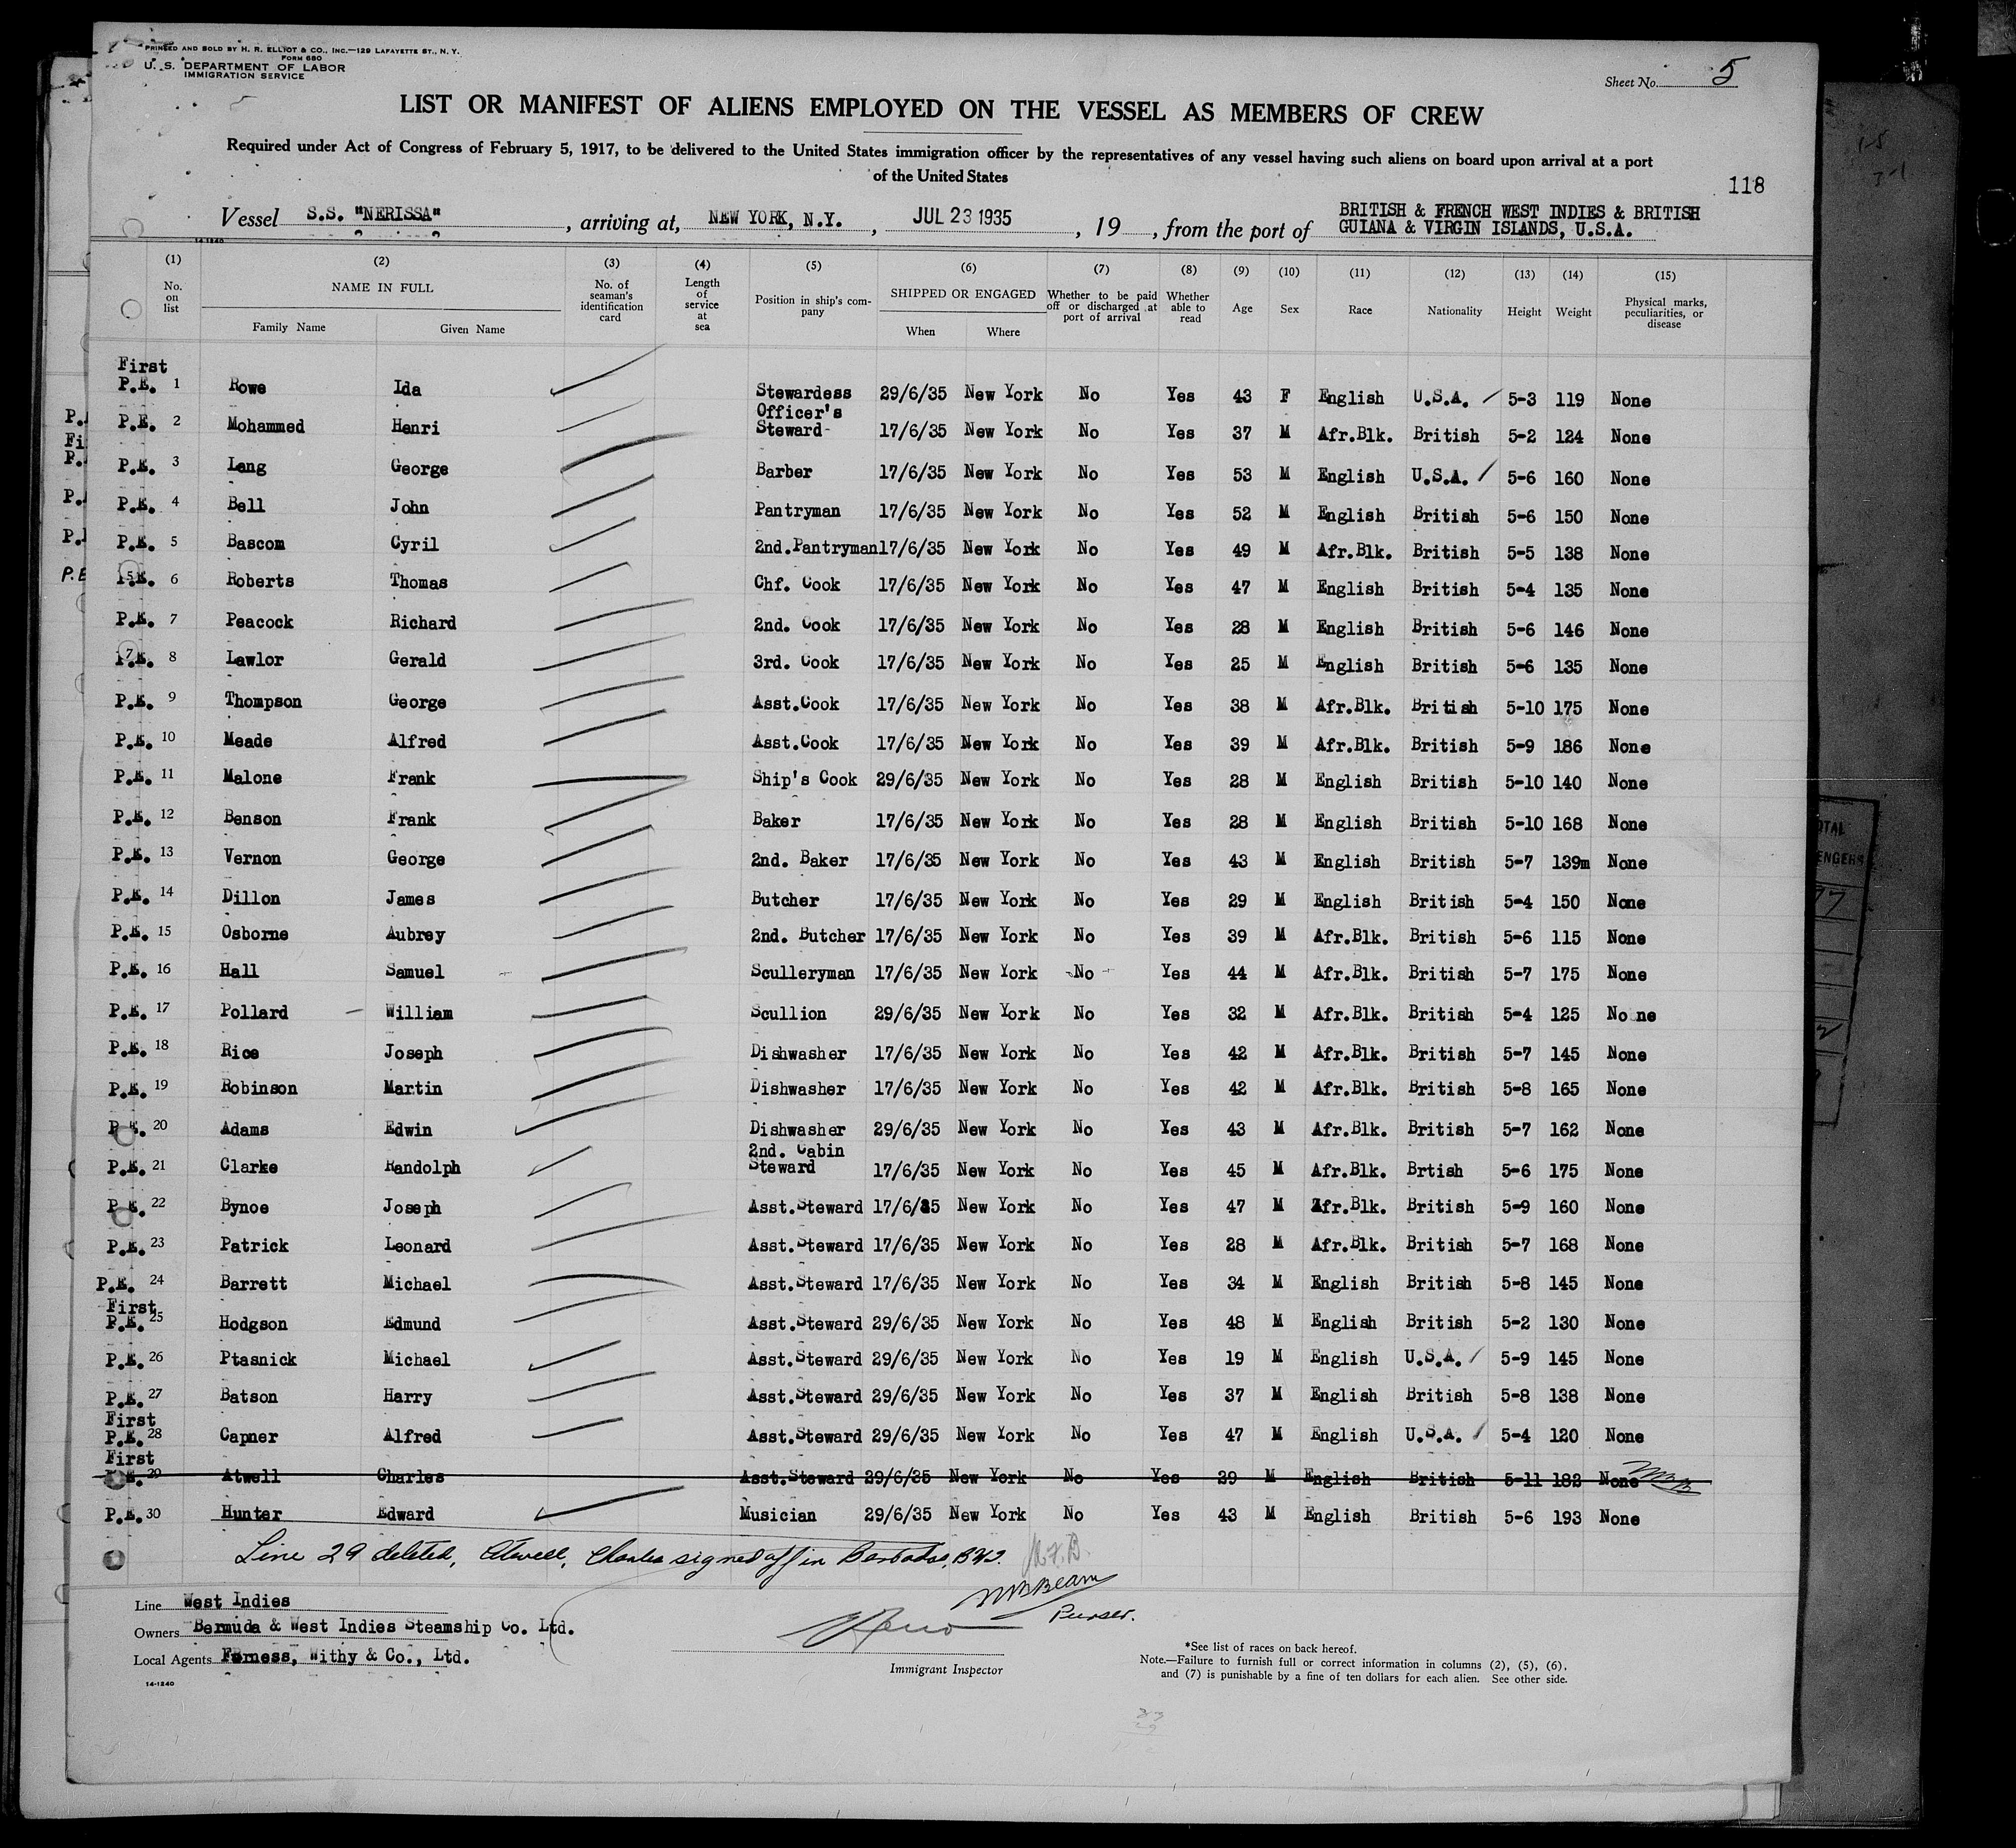 PRINTED AND SOLD BY H. R. ELLIOT & CO., INC.—129 LAFAYETTE ST., N. Y.
FORM 680
U. S. DEPARTMENT OF LABOR
IMMIGRATION SERVICE
Sheet No. 5
LIST OR MANIFEST OF ALIENS EMPLOYED ON THE VESSEL AS MEMBERS OF CREW
Required under Act of Congress of February 5, 1917, to be delivered to the United States immigration officer by the representatives of any vessel having such aliens on board upon arrival at a port
of the United States
118
Vessel S.S. "NERISSA", arriving at, NEW YORK, N.Y., JUL 23 1935, 19 , from the port of BRITISH & FRENCH WEST INDIES & BRITISH
GUIANA & VIRGIN ISLANDS, U.S.A.
14-1240
(1) (2) (3) (4) (5) (6) (7) (8) (9) (10) (11) (12) (13) (14) (15)
No. on list NAME IN FULL Family Name Given Name No. of seaman's identification card Length of service at sea Position in ship's company SHIPPED OR ENGAGED When Where Whether to be paid off or discharged at port of arrival Whether able to read Age Sex Race Nationality Height Weight Physical marks, peculiarities, or disease
First
P.E. 1 Rowe Ida Stewardess 29/6/35 New York No Yes 43 F English U.S.A. 5-3 119 None
P.E. 2 Mohammed Henri Officer's Steward 17/6/35 New York No Yes 37 M Afr.Blk. British 5-2 124 None
P.E. 3 Lang George Barber 17/6/35 New York No Yes 53 M English U.S.A. 5-6 160 None
P.E. 4 Bell John Pantryman 17/6/35 New York No Yes 52 M English British 5-6 150 None
P.E. 5 Bascom Cyril 2nd.Pantryman 17/6/35 New York No Yes 49 M Afr.Blk. British 5-5 138 None
P.E. 6 Roberts Thomas Chf. Cook 17/6/35 New York No Yes 47 M English British 5-4 135 None
P.E. 7 Peacock Richard 2nd. Cook 17/6/35 New York No Yes 28 M English British 5-6 146 None
P.E. 8 Lawlor Gerald 3rd. Cook 17/6/35 New York No Yes 25 M English British 5-6 135 None
P.E. 9 Thompson George Asst.Cook 17/6/35 New York No Yes 38 M Afr.Blk. British 5-10 175 None
P.E. 10 Meade Alfred Asst.Cook 17/6/35 New York No Yes 39 M Afr.Blk. British 5-9 186 None
P.E. 11 Malone Frank Ship's Cook 29/6/35 New York No Yes 28 M English British 5-10 140 None
P.E. 12 Benson Frank Baker 17/6/35 New York No Yes 28 M English British 5-10 168 None
P.E. 13 Vernon George 2nd. Baker 17/6/35 New York No Yes 43 M English British 5-7 139m None
P.E. 14 Dillon James Butcher 17/6/35 New York No Yes 29 M English British 5-4 150 None
P.E. 15 Osborne Aubrey 2nd. Butcher 17/6/35 New York No Yes 39 M Afr.Blk. British 5-6 115 None
P.E. 16 Hall Samuel Sculleryman 17/6/35 New York No Yes 44 M Afr.Blk. British 5-7 175 None
P.E. 17 Pollard William Scullion 29/6/35 New York No Yes 32 M Afr.Blk. British 5-4 125 None
P.E. 18 Rice Joseph Dishwasher 17/6/35 New York No Yes 42 M Afr.Blk. British 5-7 145 None
P.E. 19 Robinson Martin Dishwasher 17/6/35 New York No Yes 42 M Afr.Blk. British 5-8 165 None
P.E. 20 Adams Edwin Dishwasher 29/6/35 New York No Yes 43 M Afr.Blk. British 5-7 162 None
P.E. 21 Clarke Randolph 2nd. Cabin Steward 17/6/35 New York No Yes 45 M Afr.Blk. Brtish 5-6 175 None
P.E. 22 Bynoe Joseph Asst.Steward 17/6/35 New York No Yes 47 M Afr.Blk. British 5-9 160 None
P.E. 23 Patrick Leonard Asst.Steward 17/6/35 New York No Yes 28 M Afr.Blk. British 5-7 168 None
P.E. 24 Barrett Michael Asst.Steward 17/6/35 New York No Yes 34 M English British 5-8 145 None
First
P.E. 25 Hodgson Edmund Asst.Steward 29/6/35 New York No Yes 48 M English British 5-2 130 None
P.E. 26 Ptasnick Michael Asst.Steward 29/6/35 New York No Yes 19 M English U.S.A. 5-9 145 None
P.E. 27 Batson Harry Asst.Steward 29/6/35 New York No Yes 37 M English British 5-8 138 None
First
P.E. 28 Capner Alfred Asst.Steward 29/6/35 New York No Yes 47 M English U.S.A. 5-4 120 None
First
P.E. 29 Atwell Charles Asst.Steward 29/6/35 New York No Yes 29 M English British 5-11 182 None
P.E. 30 Hunter Edward Musician 29/6/35 New York No Yes 43 M English British 5-6 193 None
Line 29 deleted, Atwell, Charles signed off in Barbados, BWI.
MBBeam
Purser.
Line West Indies
Owners Bermuda & West Indies Steamship Co. Ltd.
Local Agents Furness, Withy & Co., Ltd.
14-1240
Immigrant Inspector
*See list of races on back hereof.
Note.—Failure to furnish full or correct information in columns (2), (5), (6),
and (7) is punishable by a fine of ten dollars for each alien. See other side.